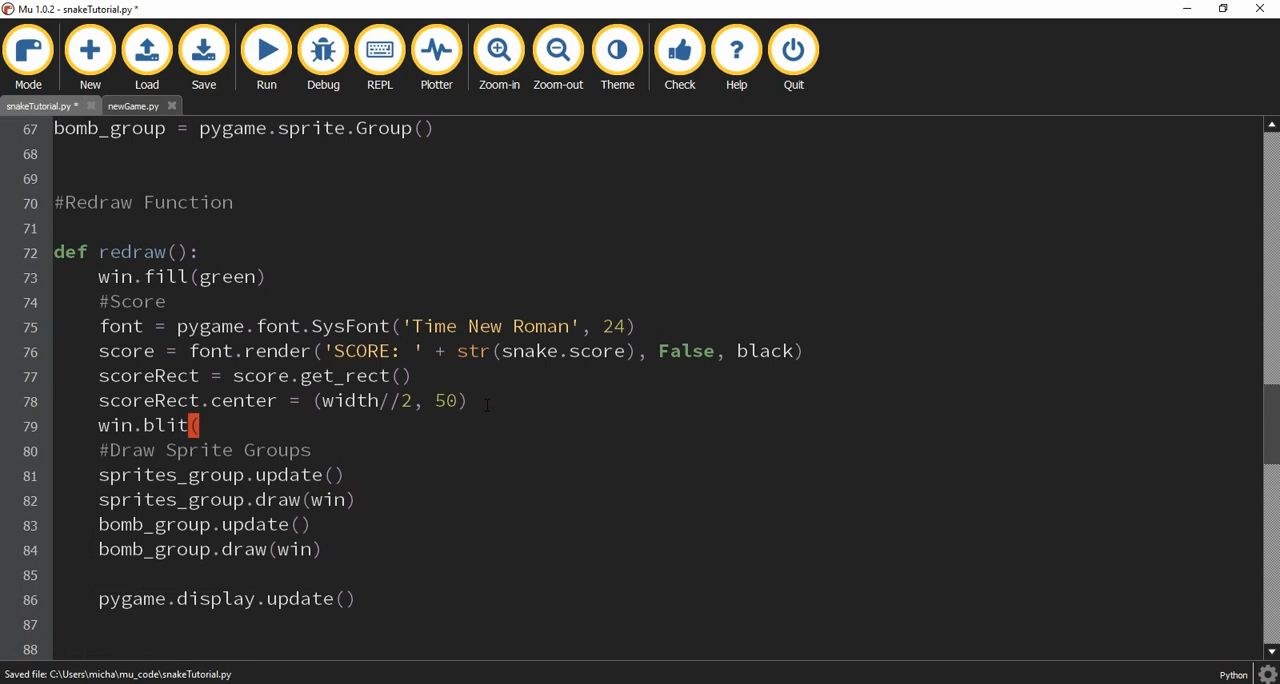 Mu 1.0.2 - snakeTutorial.py *
Mode New Load Save Run Debug REPL Plotter Zoom-in Zoom-out Theme Check Help Quit
snakeTutorial.py * newGame.py
67 bomb_group = pygame.sprite.Group()
68
69
70 #Redraw Function
71
72 def redraw():
73 win.fill(green)
74 #Score
75 font = pygame.font.SysFont('Time New Roman', 24)
76 score = font.render('SCORE: ' + str(snake.score), False, black)
77 scoreRect = score.get_rect()
78 scoreRect.center = (width//2, 50)
79 win.blit(
80 #Draw Sprite Groups
81 sprites_group.update()
82 sprites_group.draw(win)
83 bomb_group.update()
84 bomb_group.draw(win)
85
86 pygame.display.update()
87
88
Saved file: C:\Users\micha\mu_code\snakeTutorial.py Python